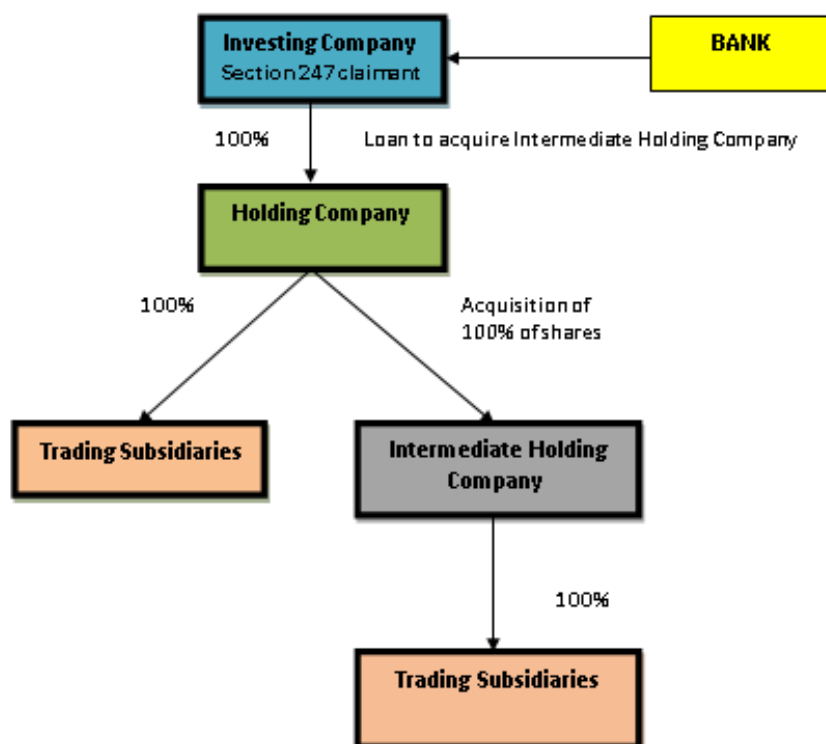 Investing Company
Section 247 claimant
BANK
100%
Loan to acquire Intermediate Holding Company
Holding Company
100%
Acquisition of
100% of shares
Trading Subsidiaries
Intermediate Holding
Company
100%
Trading Subsidiaries